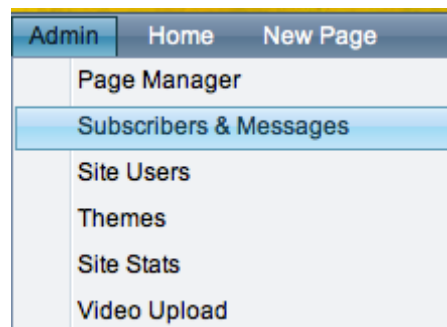 Admin Home New Page
Page Manager
Subscribers & Messages
Site Users
Themes
Site Stats
Video Upload